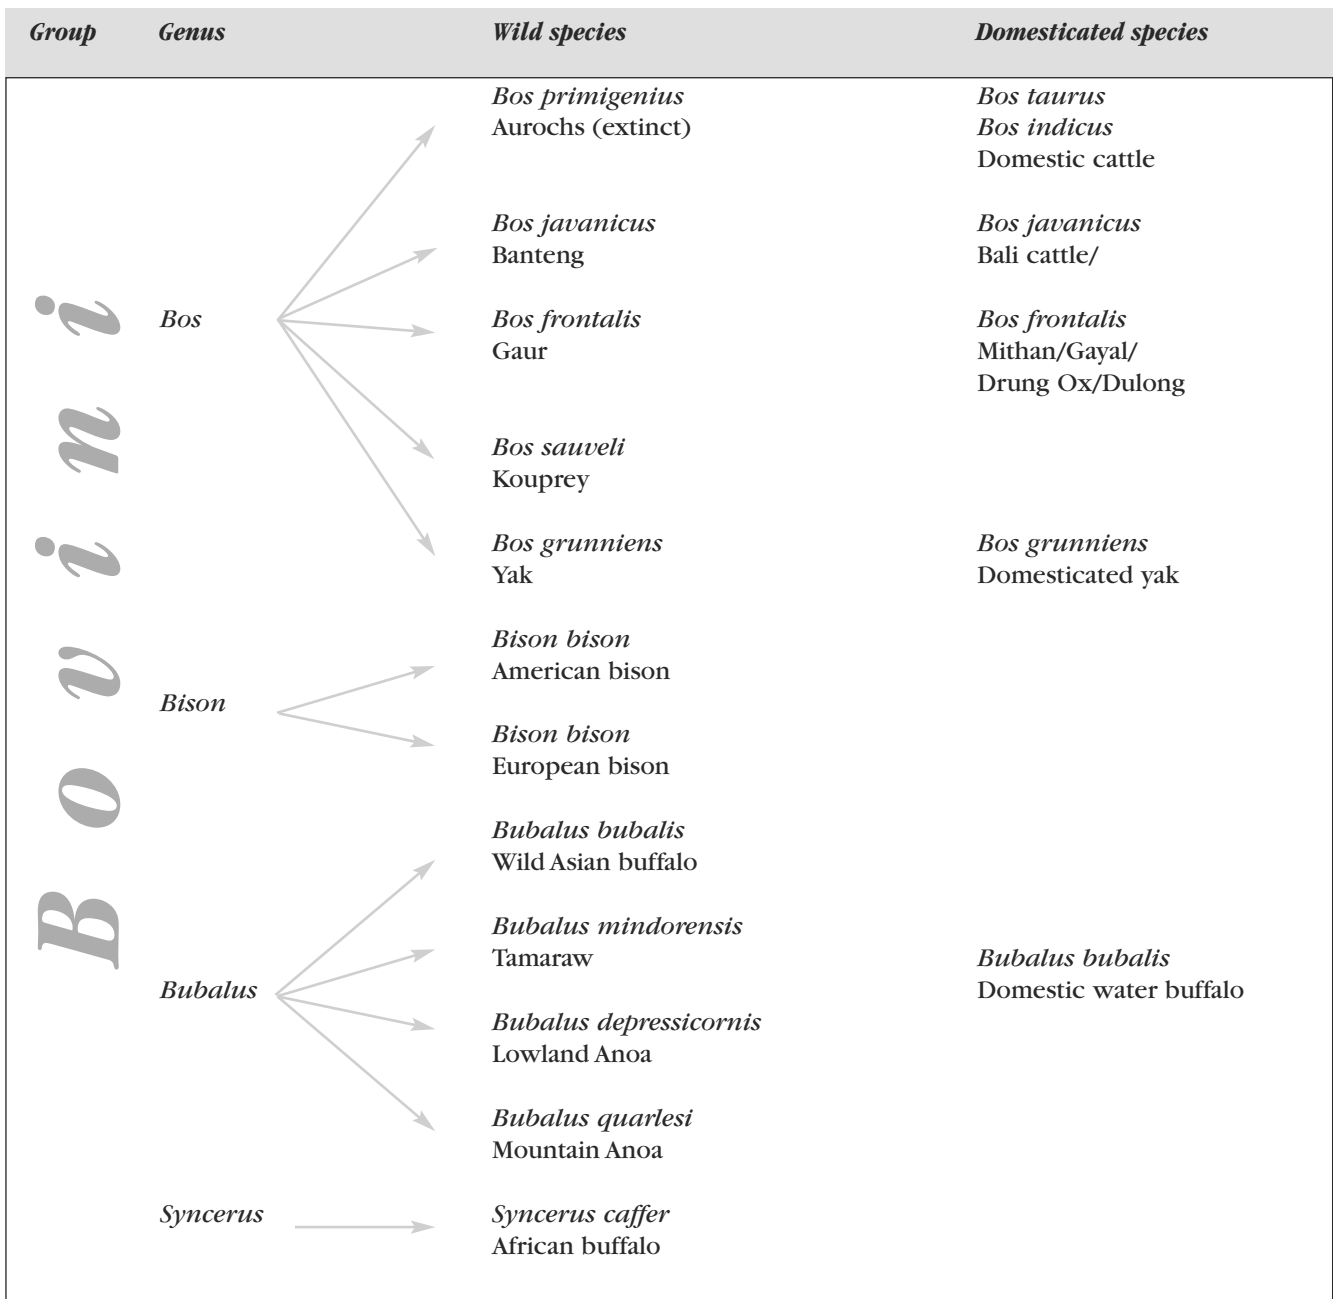 Group Genus Wild species Domesticated species
Bovini
Bos primigenius Bos taurus
Aurochs (extinct) Bos indicus
Domestic cattle
Bos javanicus Bos javanicus
Banteng Bali cattle/
Bos Bos frontalis Bos frontalis
Gaur Mithan/Gayal/
Drung Ox/Dulong
Bos sauveli
Kouprey
Bos grunniens Bos grunniens
Yak Domesticated yak
Bison bison
American bison
Bison
Bison bison
European bison
Bubalus bubalis
Wild Asian buffalo
Bubalus mindorensis
Tamaraw Bubalus bubalis
Bubalus Domestic water buffalo
Bubalus depressicornis
Lowland Anoa
Bubalus quarlesi
Mountain Anoa
Syncerus Syncerus caffer
African buffalo